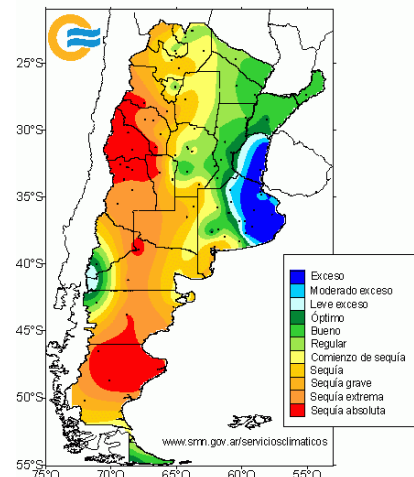 25°S
30°S
35°S
40°S
45°S
50°S
55°S
75°O
70°O
65°O
60°O
55°O
Exceso
Moderado exceso
Leve exceso
Óptimo
Bueno
Regular
Comienzo de sequía
Sequía
Sequía grave
Sequía extrema
Sequía absoluta
www.smn.gov.ar/serviciosclimaticos